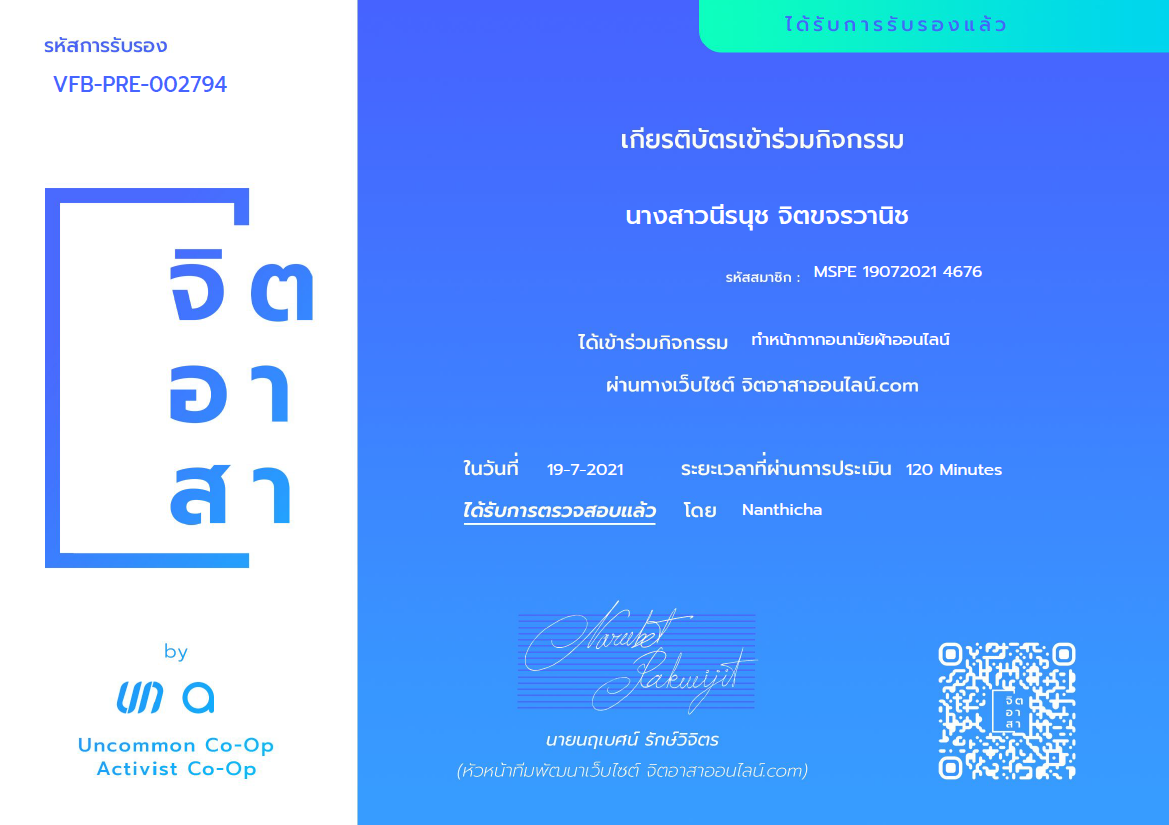 รหัสการรับรอง
VFB-PRE-002794
จิต
อา
สา
by
Uncommon Co-Op
Activist Co-Op
ได้รับการรับรองแล้ว
เกียรติบัตรเข้าร่วมกิจกรรม
นางสาวนีรนุช จิตขจรวานิช
รหัสสมาชิก : MSPE 19072021 4676
ได้เข้าร่วมกิจกรรม ทำหน้ากากอนามัยผ้าออนไลน์
ผ่านทางเว็บไซต์ จิตอาสาออนไลน์.com
ในวันที่ 19-7-2021 ระยะเวลาที่ผ่านการประเมิน 120 Minutes
ได้รับการตรวจสอบแล้ว โดย Nanthicha
Narubet
Rakwijit
นายนฤเบศน์ รักษ์วิจิตร
(หัวหน้าทีมพัฒนาเว็บไซต์ จิตอาสาออนไลน์.com)
จิต
อา
สา